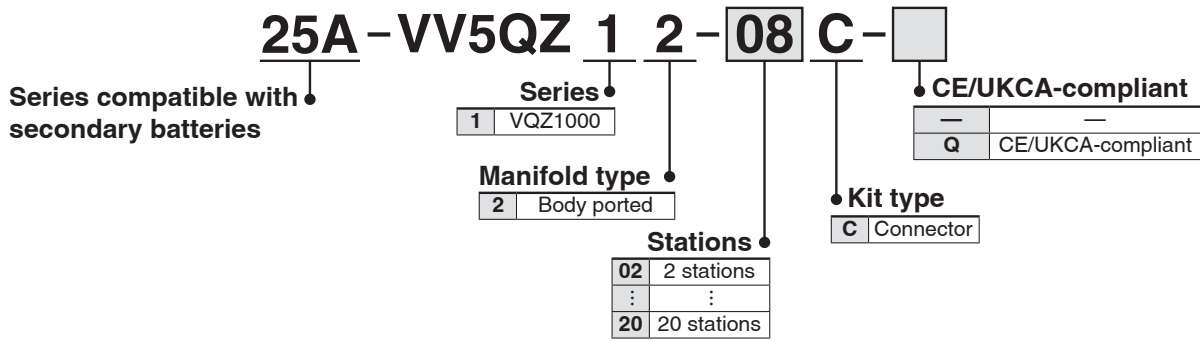 25A-VV5QZ 1 2-08 C-
Series compatible with
secondary batteries
Series
1 VQZ1000
Manifold type
2 Body ported
Stations
02 2 stations
⋮ ⋮
20 20 stations
Kit type
C Connector
CE/UKCA-compliant
— —
Q CE/UKCA-compliant